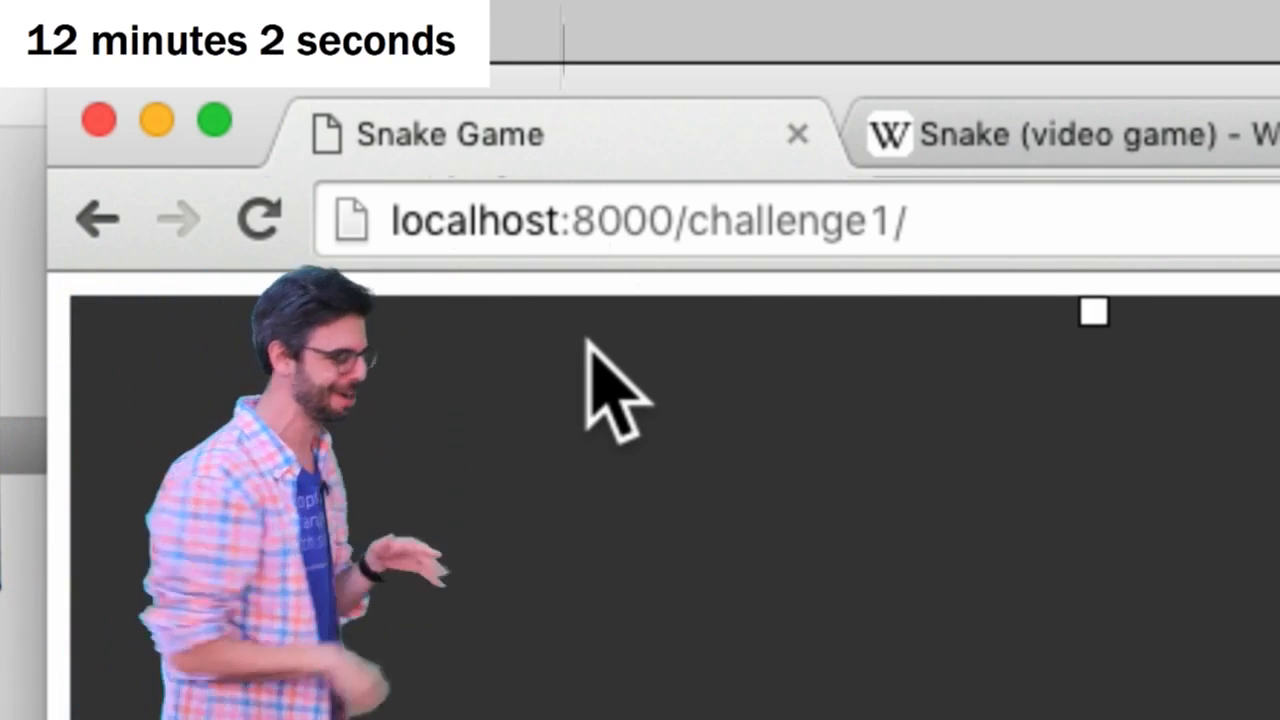 12 minutes 2 seconds
Snake Game
W Snake (video game) - W
localhost:8000/challenge1/